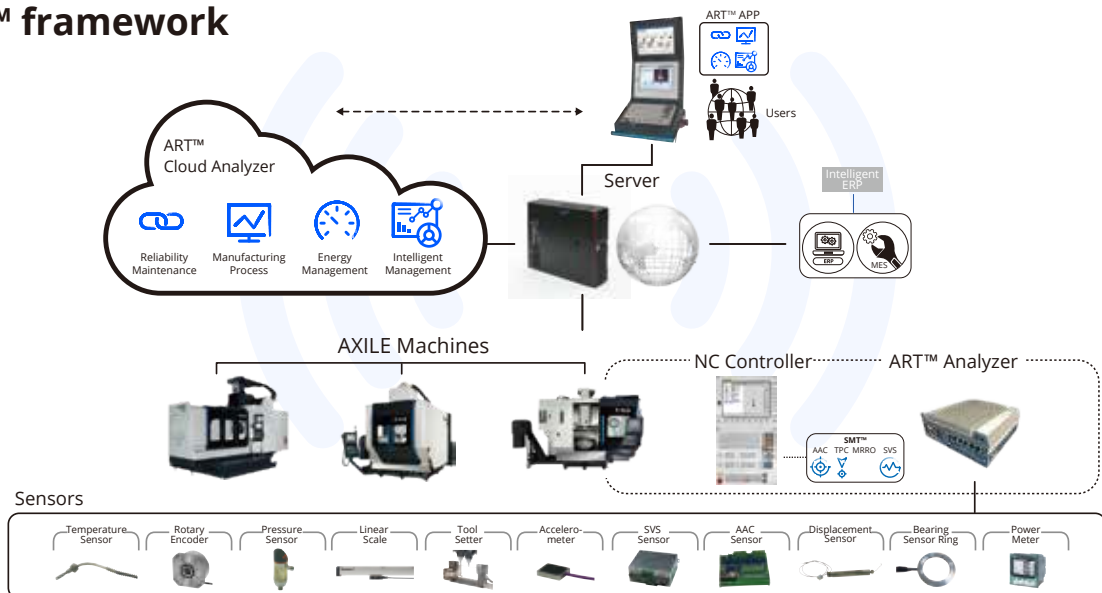 ™ framework
ART™ APP
Users
ART™
Cloud Analyzer
Reliability
Maintenance
Manufacturing
Process
Energy
Management
Intelligent
Management
Server
Intelligent
ERP
ERP
MES
AXILE Machines
NC Controller
ART™ Analyzer
SMT™
AAC TPC MRRO SVS
Sensors
Temperature
Sensor
Rotary
Encoder
Pressure
Sensor
Linear
Scale
Tool
Setter
Accelero-
meter
SVS
Sensor
AAC
Sensor
Displacement
Sensor
Bearing
Sensor Ring
Power
Meter